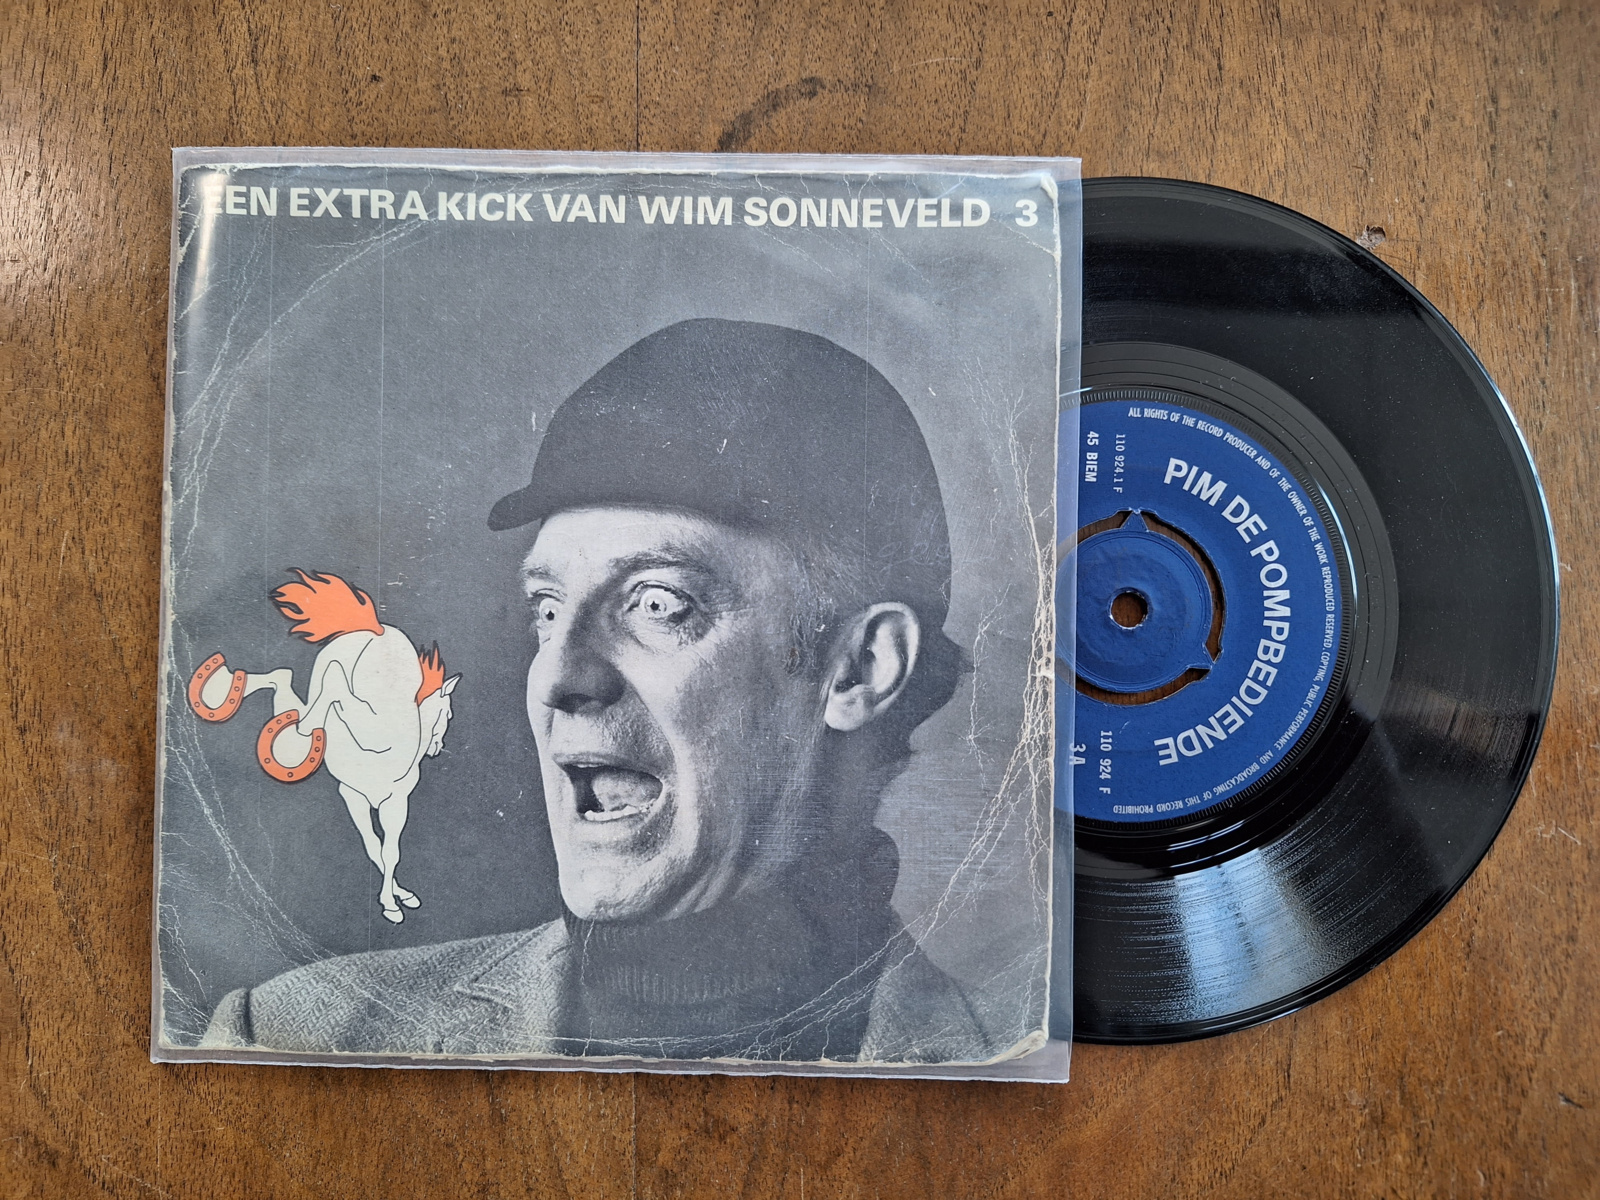 EEN EXTRA KICK VAN WIM SONNEVELD 3
ALL RIGHTS OF THE RECORD PRODUCER AND OF THE OWNER OF THE WORK REPRODUCED RESERVED. COPYING, PUBLIC PERFORMANCE AND BROADCASTING OF THIS RECORD PROHIBITED
PIM DE POMPBEDIENDE
110 924.1 F
45 BIEM
110 924 F
3A